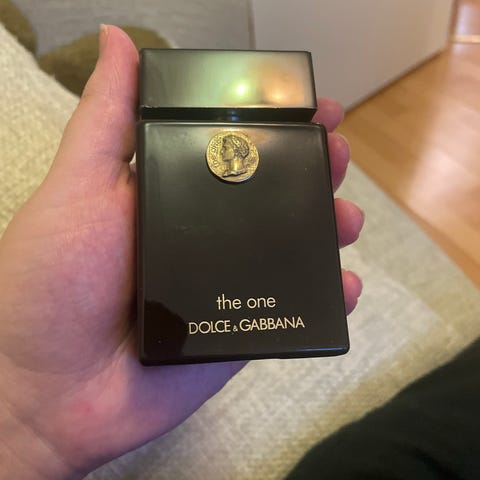 the one
DOLCE & GABBANA